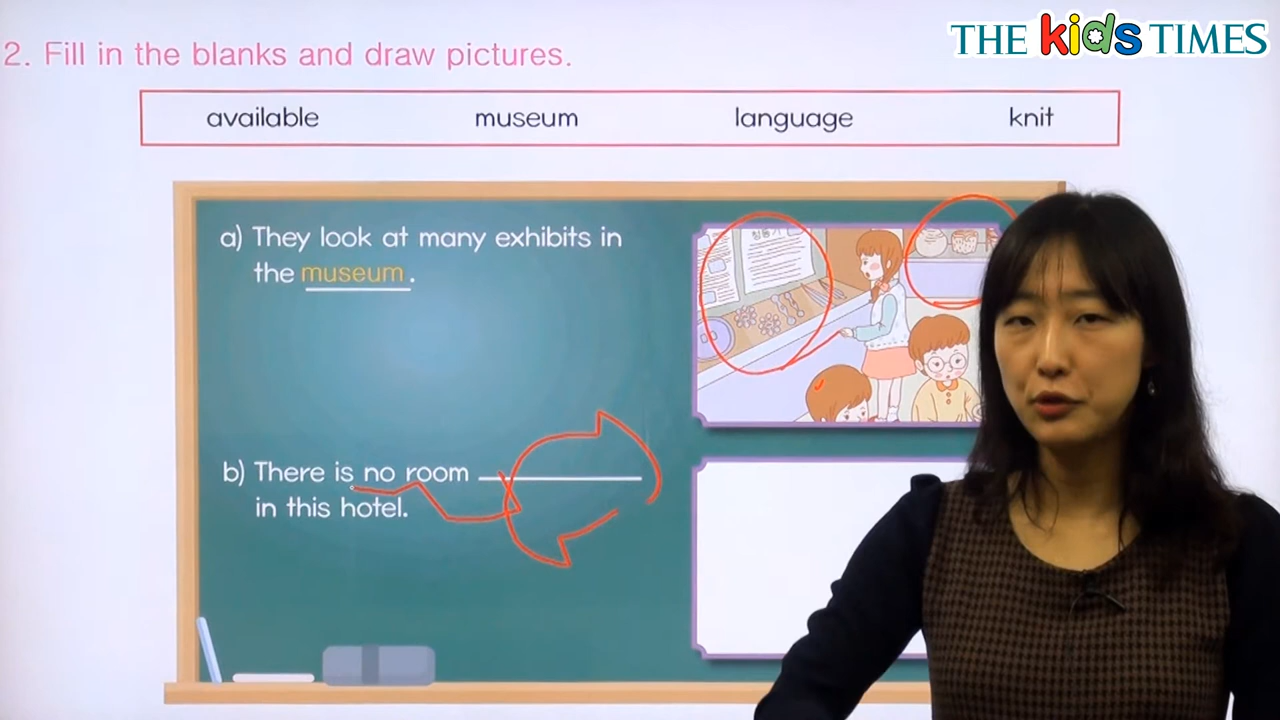 THE kids TIMES
2. Fill in the blanks and draw pictures.
available museum language knit
a) They look at many exhibits in
the museum.
b) There is no room
in this hotel.